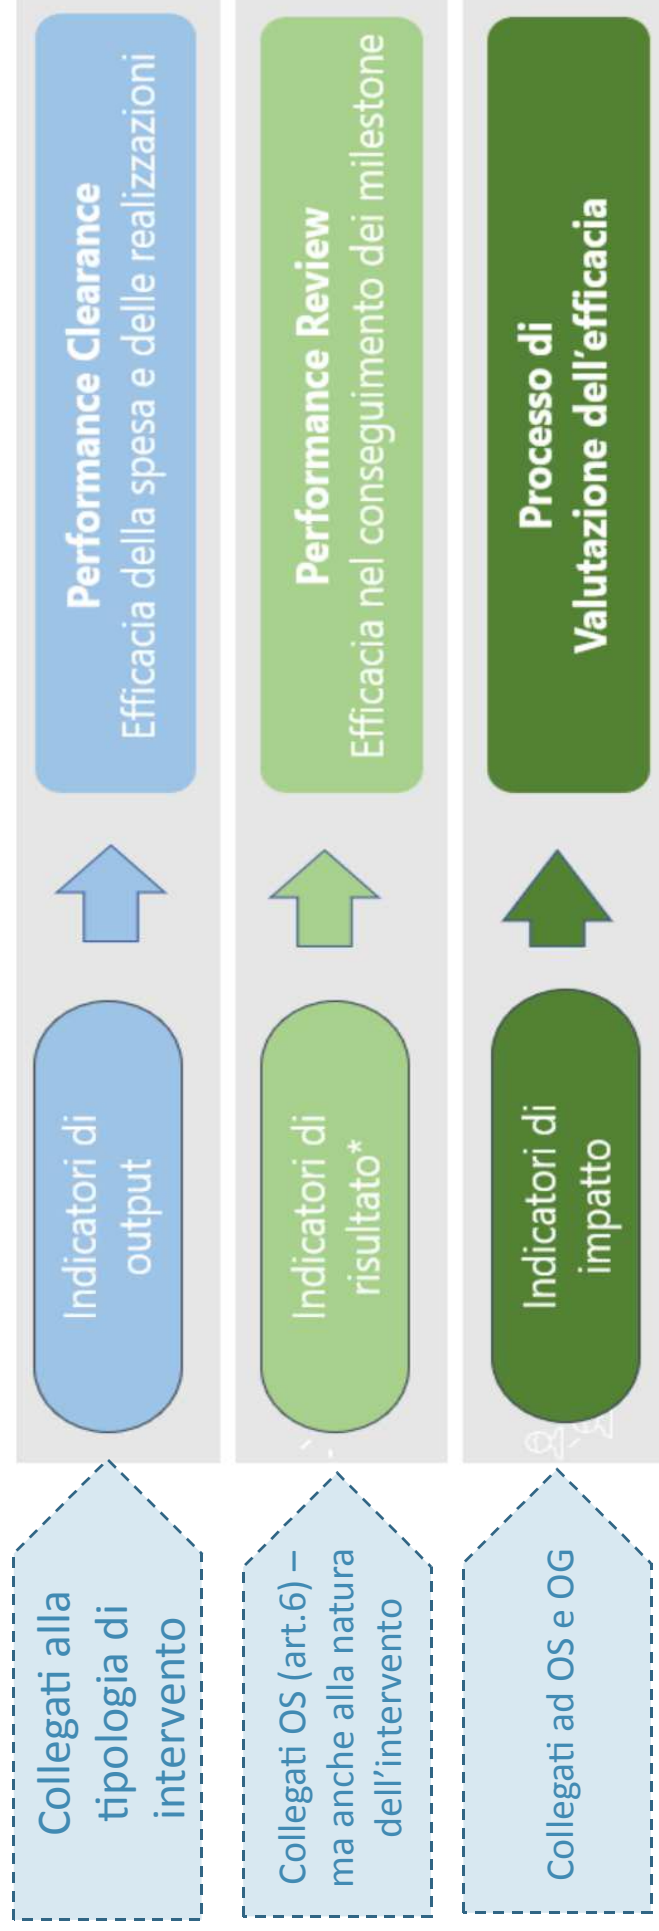 Collegati alla
tipologia di
intervento
Indicatori di
output
Performance Clearance
Efficacia della spesa e delle realizzazioni
Collegati OS (art.6) –
ma anche alla natura
dell'intervento
Indicatori di
risultato*
Performance Review
Efficacia nel conseguimento dei milestone
Collegati ad OS e OG
Indicatori di
impatto
Processo di
Valutazione dell'efficacia